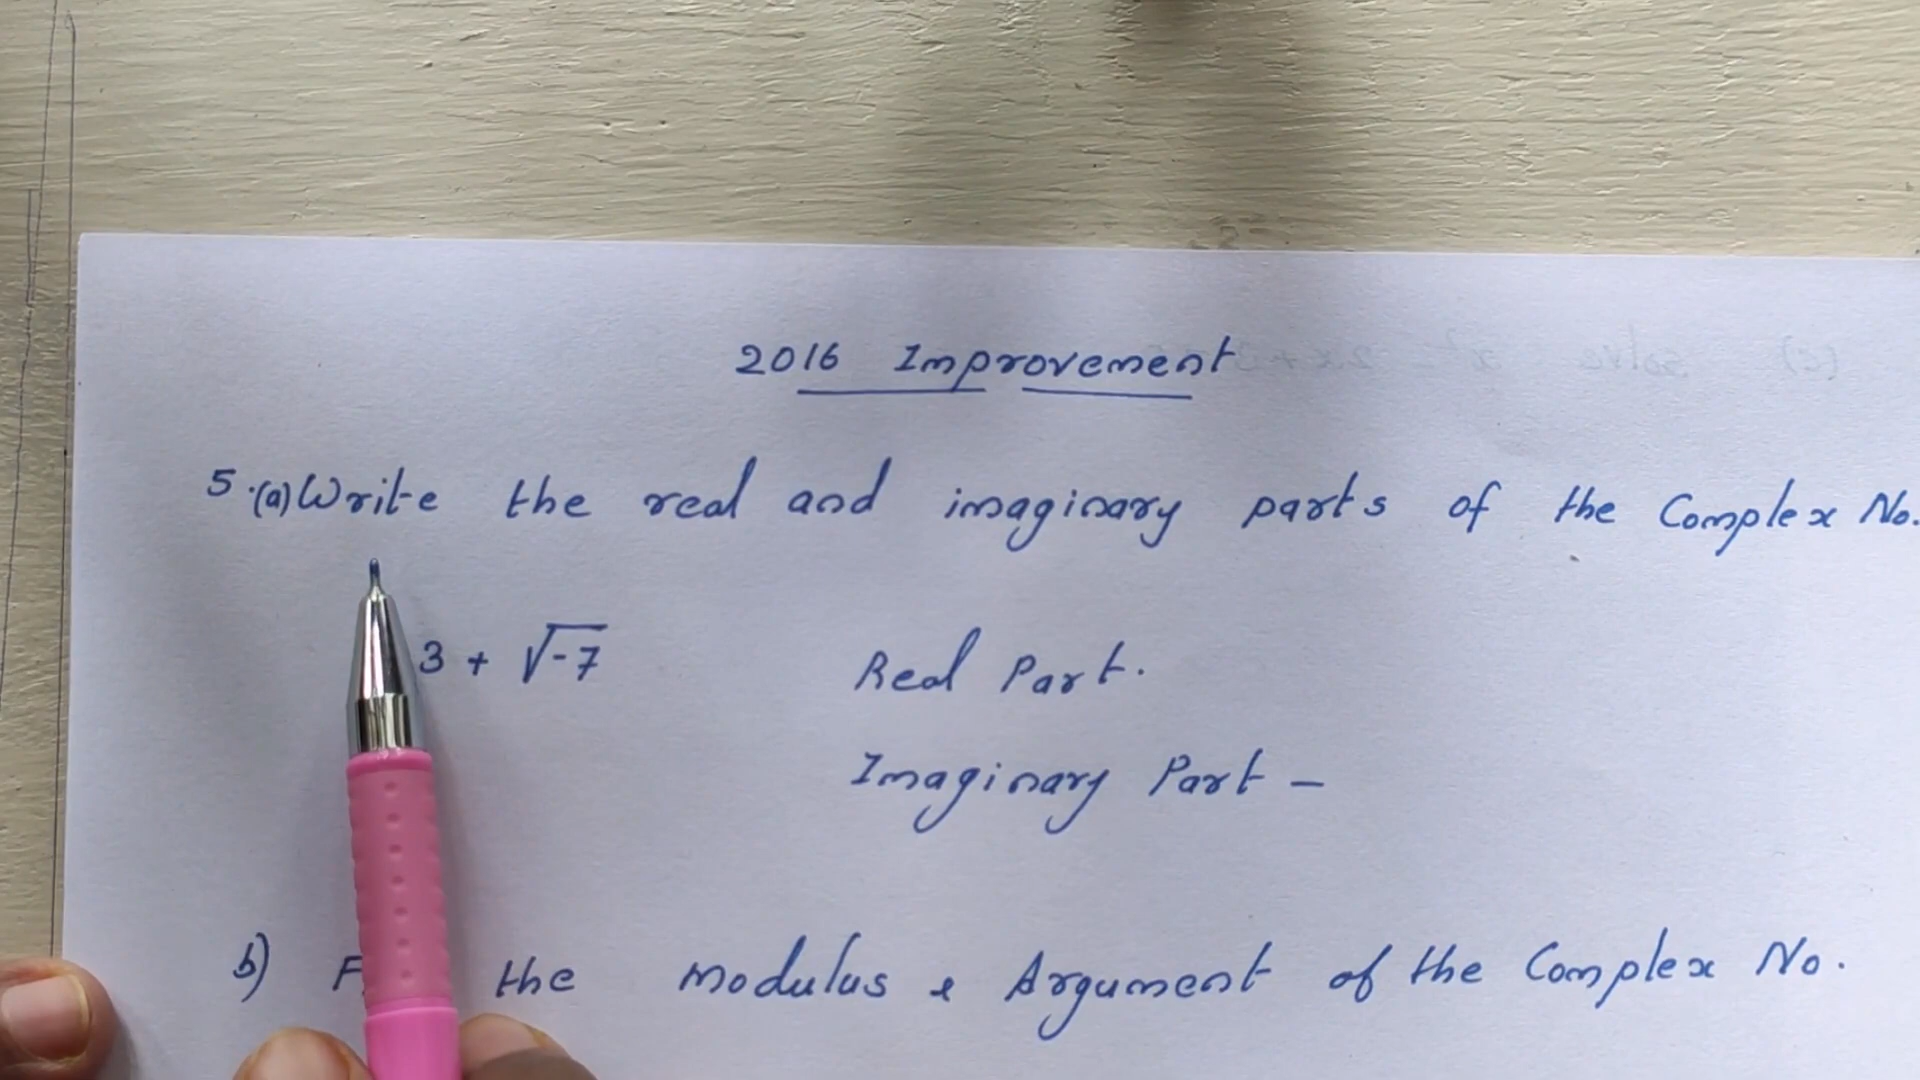 2016 Improvement
5.(a) Write the real and imaginary parts of the Complex No.
3 + √-7
Real Part.
Imaginary Part -
b) the modulus & Argument of the Complex No.